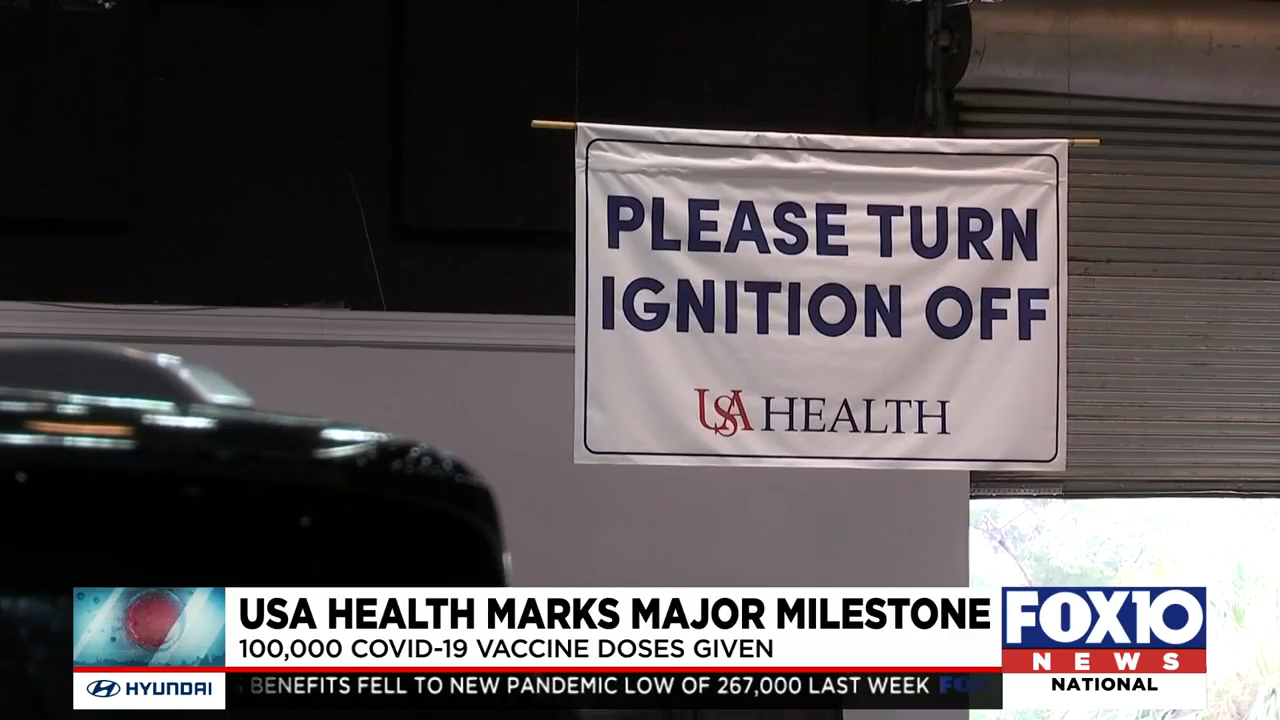 PLEASE TURN
IGNITION OFF
USA HEALTH
USA HEALTH MARKS MAJOR MILESTONE
100,000 COVID-19 VACCINE DOSES GIVEN
HYUNDAI
BENEFITS FELL TO NEW PANDEMIC LOW OF 267,000 LAST WEEK
FOX10
NEWS
NATIONAL